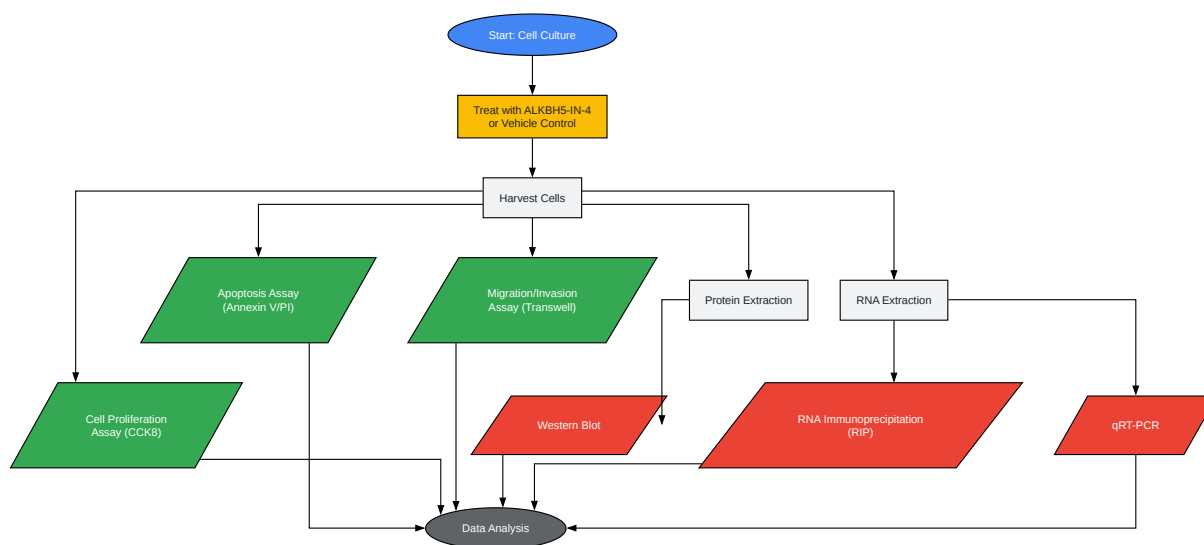 Start: Cell Culture
Treat with ALKBH5-IN-4
or Vehicle Control
Harvest Cells
Apoptosis Assay
(Annexin V/PI)
Migration/Invasion
Assay (Transwell)
Protein Extraction
RNA Extraction
Cell Proliferation
Assay (CCK8)
Western Blot
RNA Immunoprecipitation
(RIP)
qRT-PCR
Data Analysis